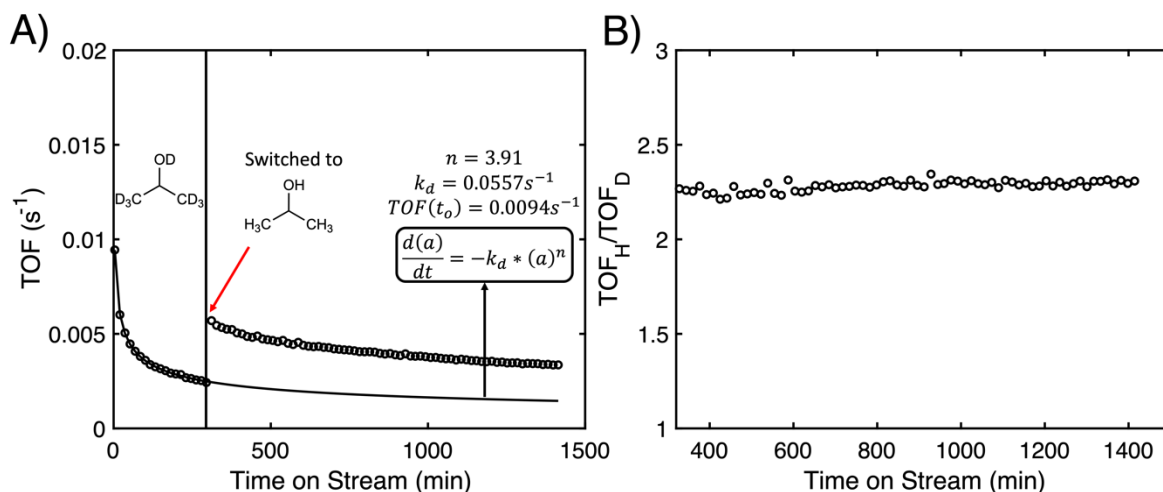 A)
B)
0.02
0.015
0.01
0.005
0
TOF (s-1)
OD
D3C
CD3
Switched to
OH
H3C
CH3
n = 3.91
kd = 0.0557s−1
TOF(to) = 0.0094s−1
d(a)/dt = −kd * (a)n
0
500
1000
1500
Time on Stream (min)
3
2.5
2
1.5
1
TOFH/TOFD
400
600
800
1000
1200
1400
Time on Stream (min)